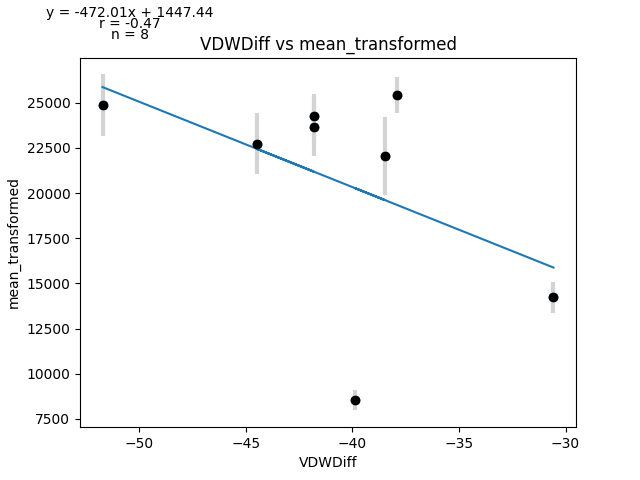 y = -472.01x + 1447.44
r = -0.47
n = 8
VDWDiff vs mean_transformed
mean_transformed
25000
22500
20000
17500
15000
12500
10000
7500
−50
−45
−40
−35
−30
VDWDiff